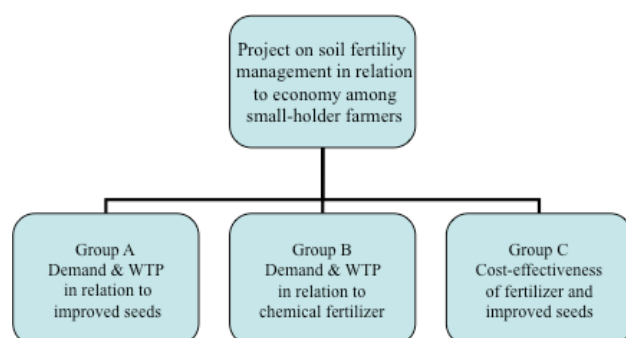 Project on soil fertility
management in relation
to economy among
small-holder farmers
Group A
Demand & WTP
in relation to
improved seeds
Group B
Demand & WTP
in relation to
chemical fertilizer
Group C
Cost-effectiveness
of fertilizer and
improved seeds